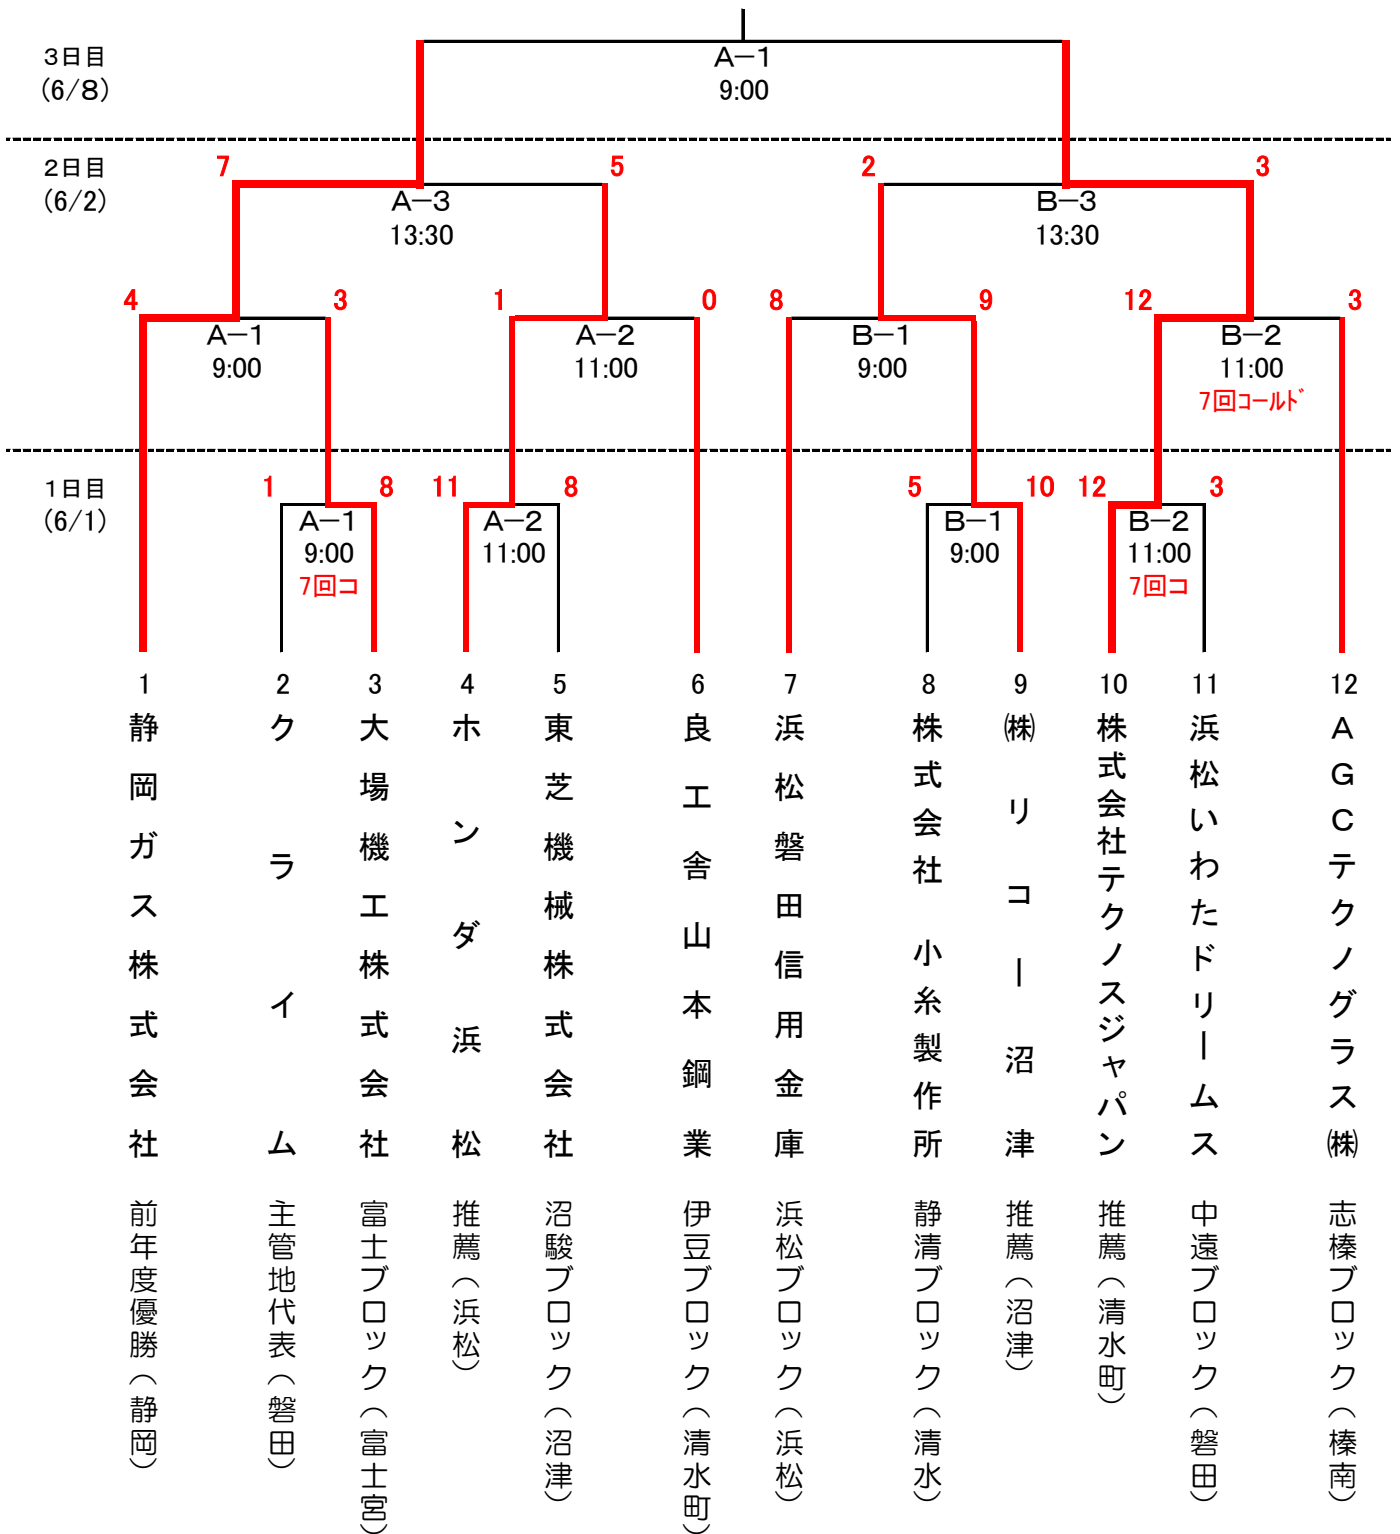 3日目
(6/8)
A－1
9:00
2日目
(6/2)
7
5
2
3
A－3
13:30
B－3
13:30
4
3
1
0
8
9
12
3
A－1
9:00
A－2
11:00
B－1
9:00
B－2
11:00
7回コールド
1日目
(6/1)
1
8
11
8
5
10
12
3
A－1
9:00
7回コ
A－2
11:00
B－1
9:00
B－2
11:00
7回コ
1
静岡ガス株式会社
前年度優勝(静岡)
2
クライム
主管地代表(磐田)
3
大場機工株式会社
富士ブロック(富士宮)
4
ホンダ浜松
推薦(浜松)
5
東芝機械株式会社
沼駿ブロック(沼津)
6
良工舎山本鋼業
伊豆ブロック(清水町)
7
浜松磐田信用金庫
浜松ブロック(浜松)
8
株式会社 小糸製作所
静清ブロック(清水)
9
㈱リコー沼津
推薦(沼津)
10
株式会社テクノスジャパン
推薦(清水町)
11
浜松いわたドリームス
中遠ブロック(磐田)
12
AGCテクノグラス㈱
志榛ブロック(榛南)